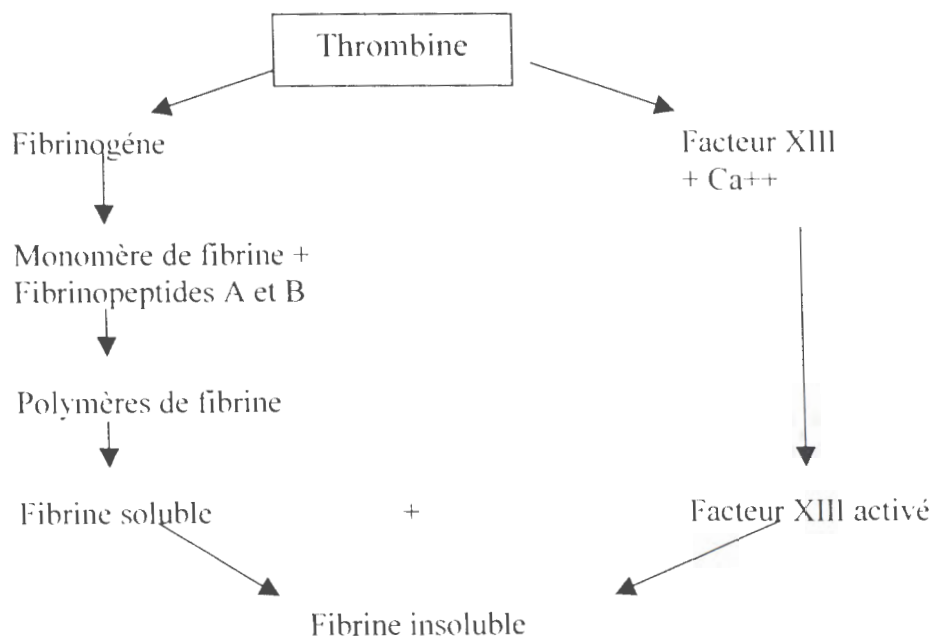 Thrombine
Fibrinogéne
Facteur XIII
+ Ca++
Monomère de fibrine +
Fibrinopeptides A et B
Polymères de fibrine
Fibrine soluble + Facteur XIII activé
Fibrine insoluble